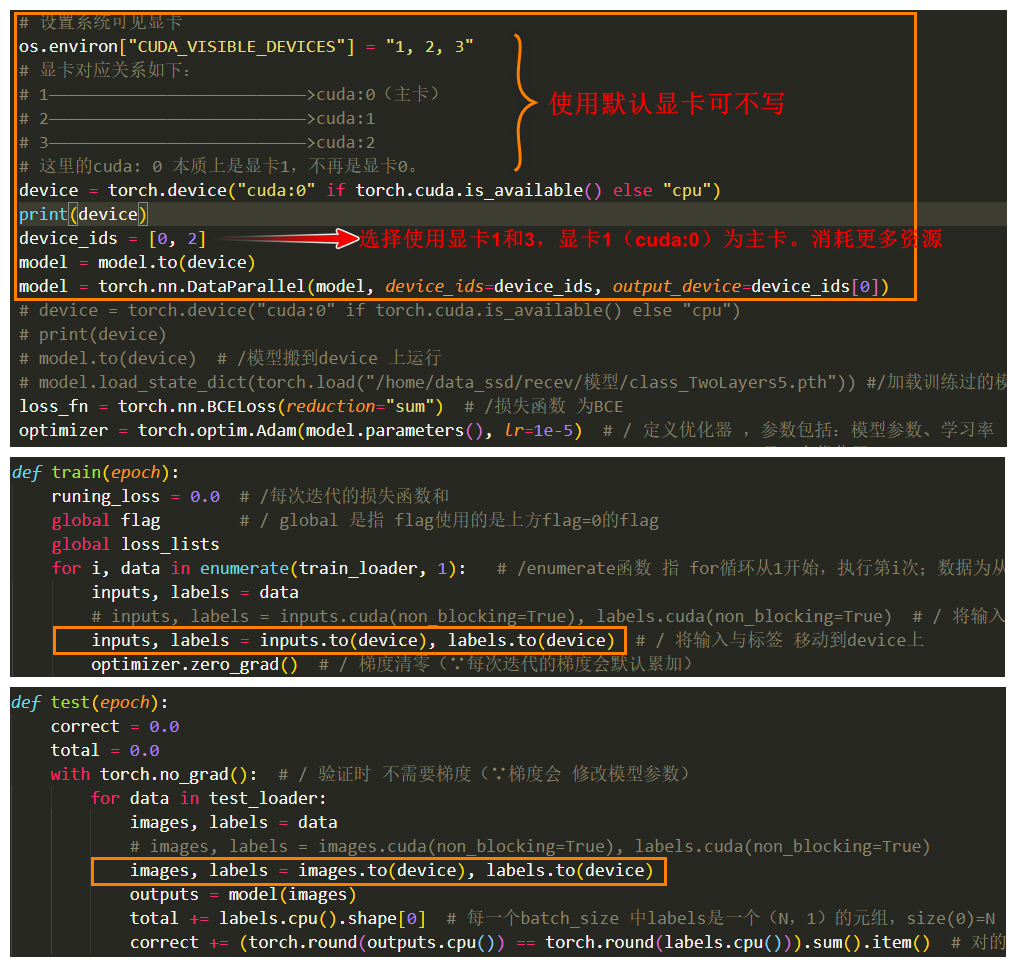 # 设置系统可见显卡
os.environ["CUDA_VISIBLE_DEVICES"] = "1, 2, 3"
# 显卡对应关系如下：
# 1——————————————————————————>cuda:0（主卡）
# 2——————————————————————————>cuda:1
# 3——————————————————————————>cuda:2
使用默认显卡可不写
# 这里的cuda: 0 本质上是显卡1，不再是显卡0。
device = torch.device("cuda:0" if torch.cuda.is_available() else "cpu")
print(device)
device_ids = [0, 2] 选择使用显卡1和3，显卡1（cuda:0）为主卡。消耗更多资源
model = model.to(device)
model = torch.nn.DataParallel(model, device_ids=device_ids, output_device=device_ids[0])
# device = torch.device("cuda:0" if torch.cuda.is_available() else "cpu")
# print(device)
# model.to(device)  # /模型搬到device 上运行
# model.load_state_dict(torch.load("/home/data_ssd/recev/模型/class_TwoLayers5.pth")) #/加载训练过的模
loss_fn = torch.nn.BCELoss(reduction="sum")  # /损失函数 为BCE
optimizer = torch.optim.Adam(model.parameters(), lr=1e-5)  # / 定义优化器 ，参数包括：模型参数、学习率
def train(epoch):
    runing_loss = 0.0  # /每次迭代的损失函数和
    global flag        # / global 是指 flag使用的是上方flag=0的flag
    global loss_lists
    for i, data in enumerate(train_loader, 1):   # /enumerate函数 指 for循环从1开始，执行第i次；数据为从
        inputs, labels = data
        # inputs, labels = inputs.cuda(non_blocking=True), labels.cuda(non_blocking=True)  # / 将输入
        inputs, labels = inputs.to(device), labels.to(device)  # / 将输入与标签 移动到device上
        optimizer.zero_grad()  # / 梯度清零（∵每次迭代的梯度会默认累加）
def test(epoch):
    correct = 0.0
    total = 0.0
    with torch.no_grad():  # / 验证时 不需要梯度（∵梯度会 修改模型参数）
        for data in test_loader:
            images, labels = data
            # images, labels = images.cuda(non_blocking=True), labels.cuda(non_blocking=True)
            images, labels = images.to(device), labels.to(device)
            outputs = model(images)
            total += labels.cpu().shape[0]  # 每一个batch_size 中labels是一个（N，1）的元组，size(0)=N
            correct += (torch.round(outputs.cpu()) == torch.round(labels.cpu())).sum().item()  # 对的